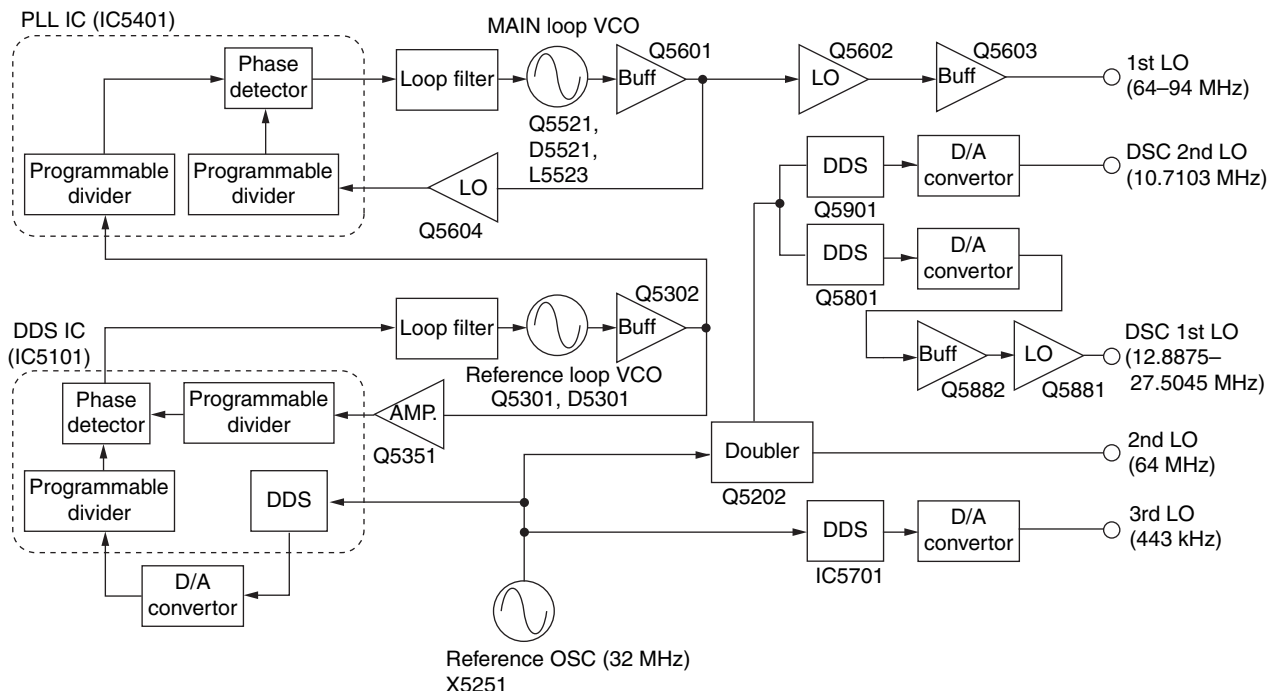 PLL IC (IC5401)
MAIN loop VCO
Phase
detector
Loop filter
Q5601
Buff
Q5602
LO
Q5603
Buff
1st LO
(64–94 MHz)
Q5521,
D5521,
L5523
Programmable
divider
Programmable
divider
LO
Q5604
DDS
Q5901
D/A
convertor
DSC 2nd LO
(10.7103 MHz)
DDS
Q5801
D/A
convertor
DDS IC
(IC5101)
Loop filter
Q5302
Buff
Reference loop VCO
Q5301, D5301
Buff
Q5882
LO
Q5881
DSC 1st LO
(12.8875–
27.5045 MHz)
Phase
detector
Programmable
divider
AMP.
Q5351
Doubler
Q5202
2nd LO
(64 MHz)
Programmable
divider
DDS
DDS
IC5701
D/A
convertor
3rd LO
(443 kHz)
D/A
convertor
Reference OSC (32 MHz)
X5251